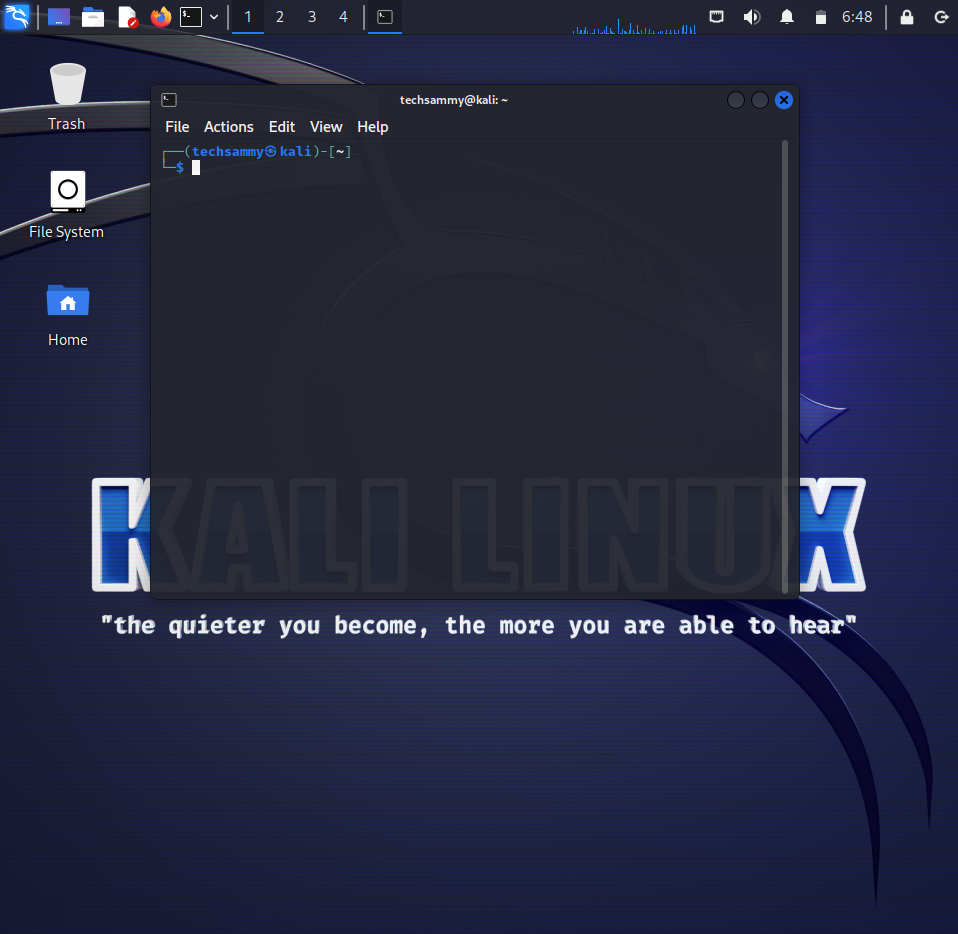 1 2 3 4 6:48
Trash
techsammy@kali: ~
File Actions Edit View Help
┌──(techsammy㉿kali)-[~]
└─$
File System
Home
KALI LINUX
"the quieter you become, the more you are able to hear"